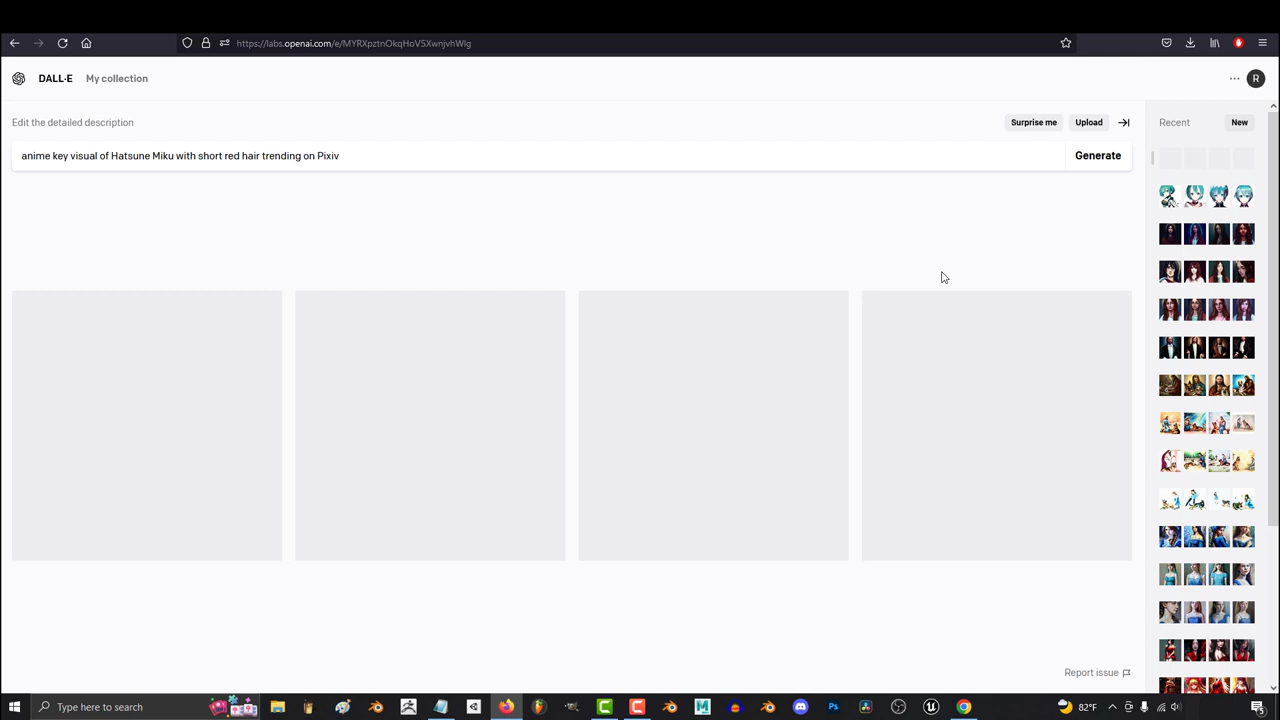 https://labs.openai.com/e/MYRXpztnOkqHoV5XwnjvhWlg
DALL·E
My collection
R
Edit the detailed description
Surprise me
Upload
Recent
New
anime key visual of Hatsune Miku with short red hair trending on Pixiv
Generate
Report issue
Type here to search
82°F